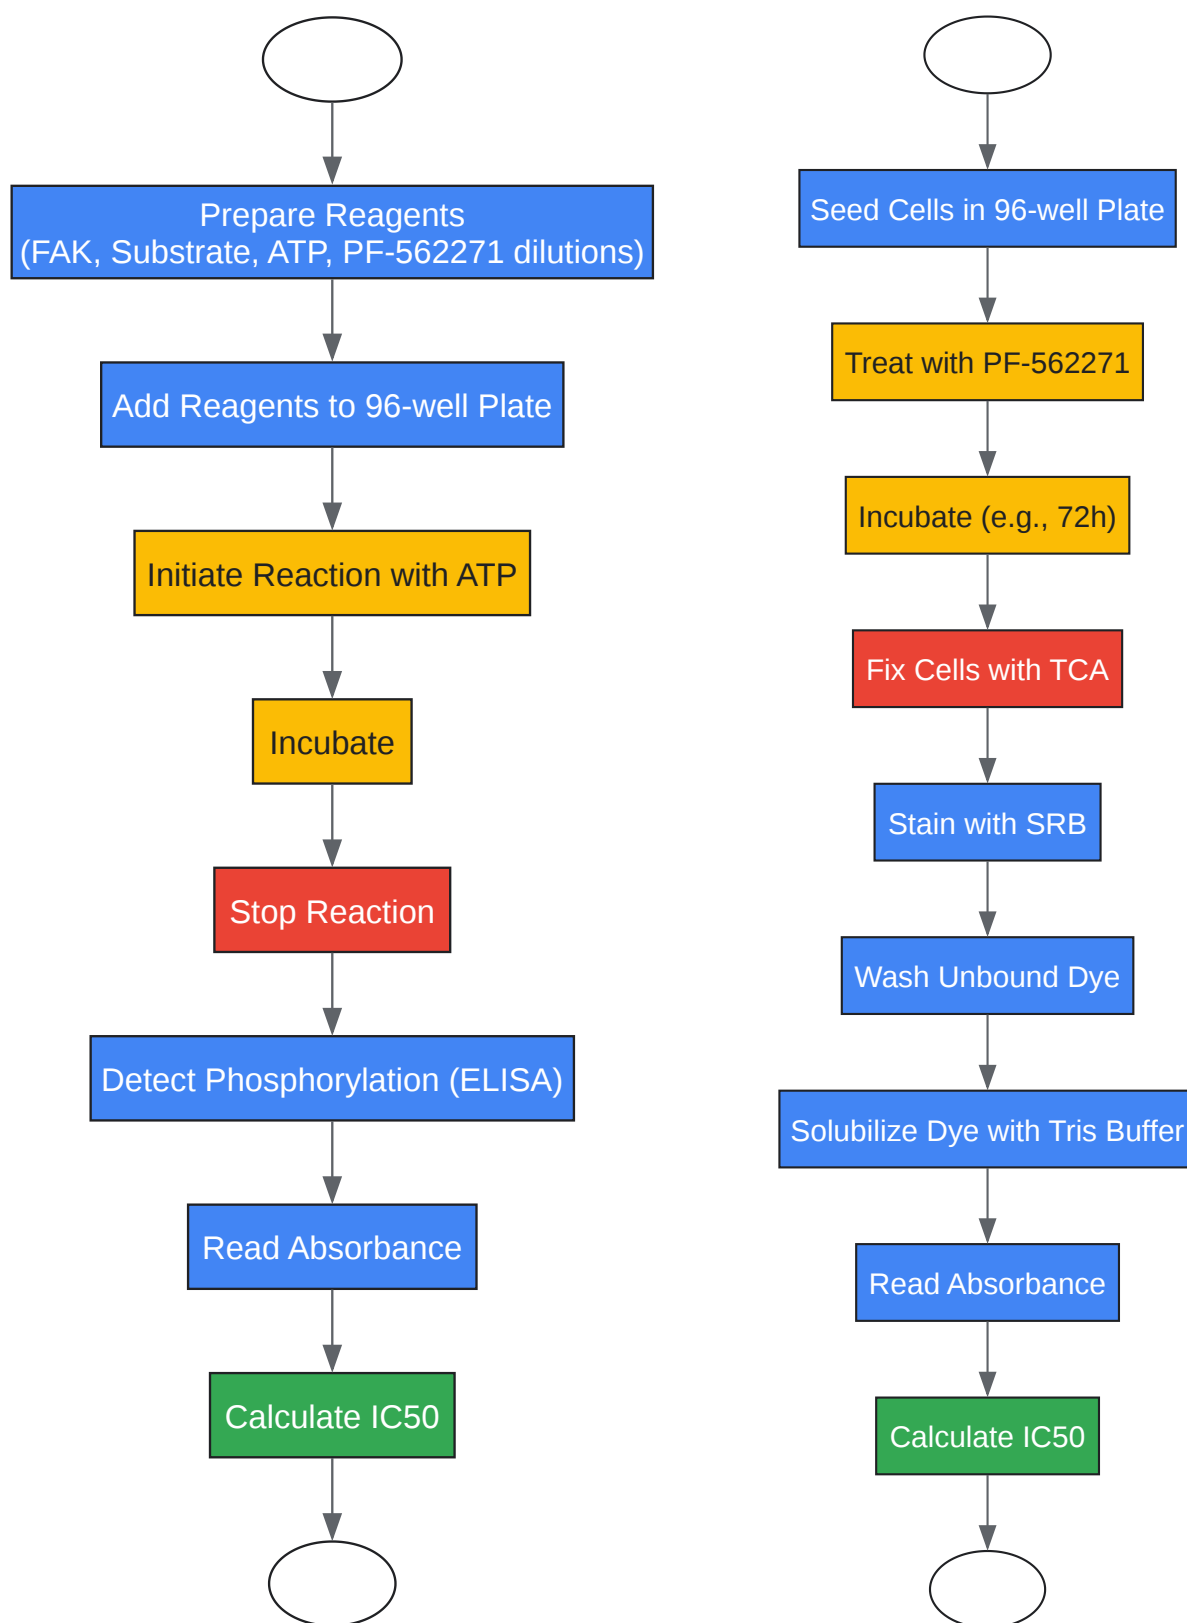 Prepare Reagents
(FAK, Substrate, ATP, PF-562271 dilutions)
Add Reagents to 96-well Plate
Initiate Reaction with ATP
Incubate
Stop Reaction
Detect Phosphorylation (ELISA)
Read Absorbance
Calculate IC50
Seed Cells in 96-well Plate
Treat with PF-562271
Incubate (e.g., 72h)
Fix Cells with TCA
Stain with SRB
Wash Unbound Dye
Solubilize Dye with Tris Buffer
Read Absorbance
Calculate IC50